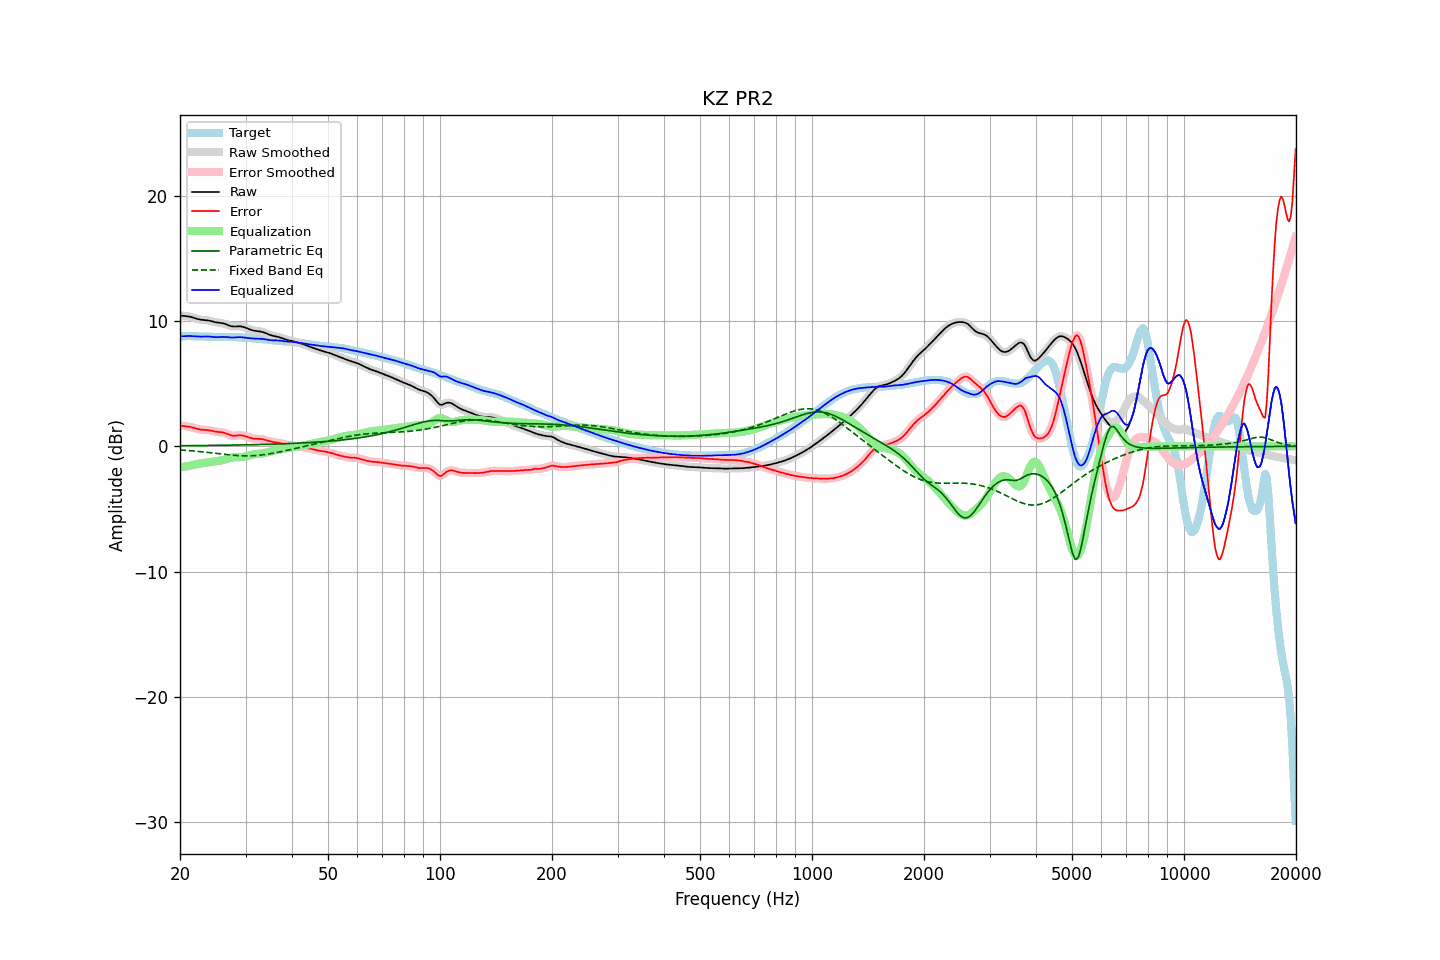 KZ PR2
Target
Raw Smoothed
Error Smoothed
Raw
Error
Equalization
Parametric Eq
Fixed Band Eq
Equalized
20
10
0
−10
−20
−30
Amplitude (dBr)
20
50
100
200
500
1000
2000
5000
10000
20000
Frequency (Hz)